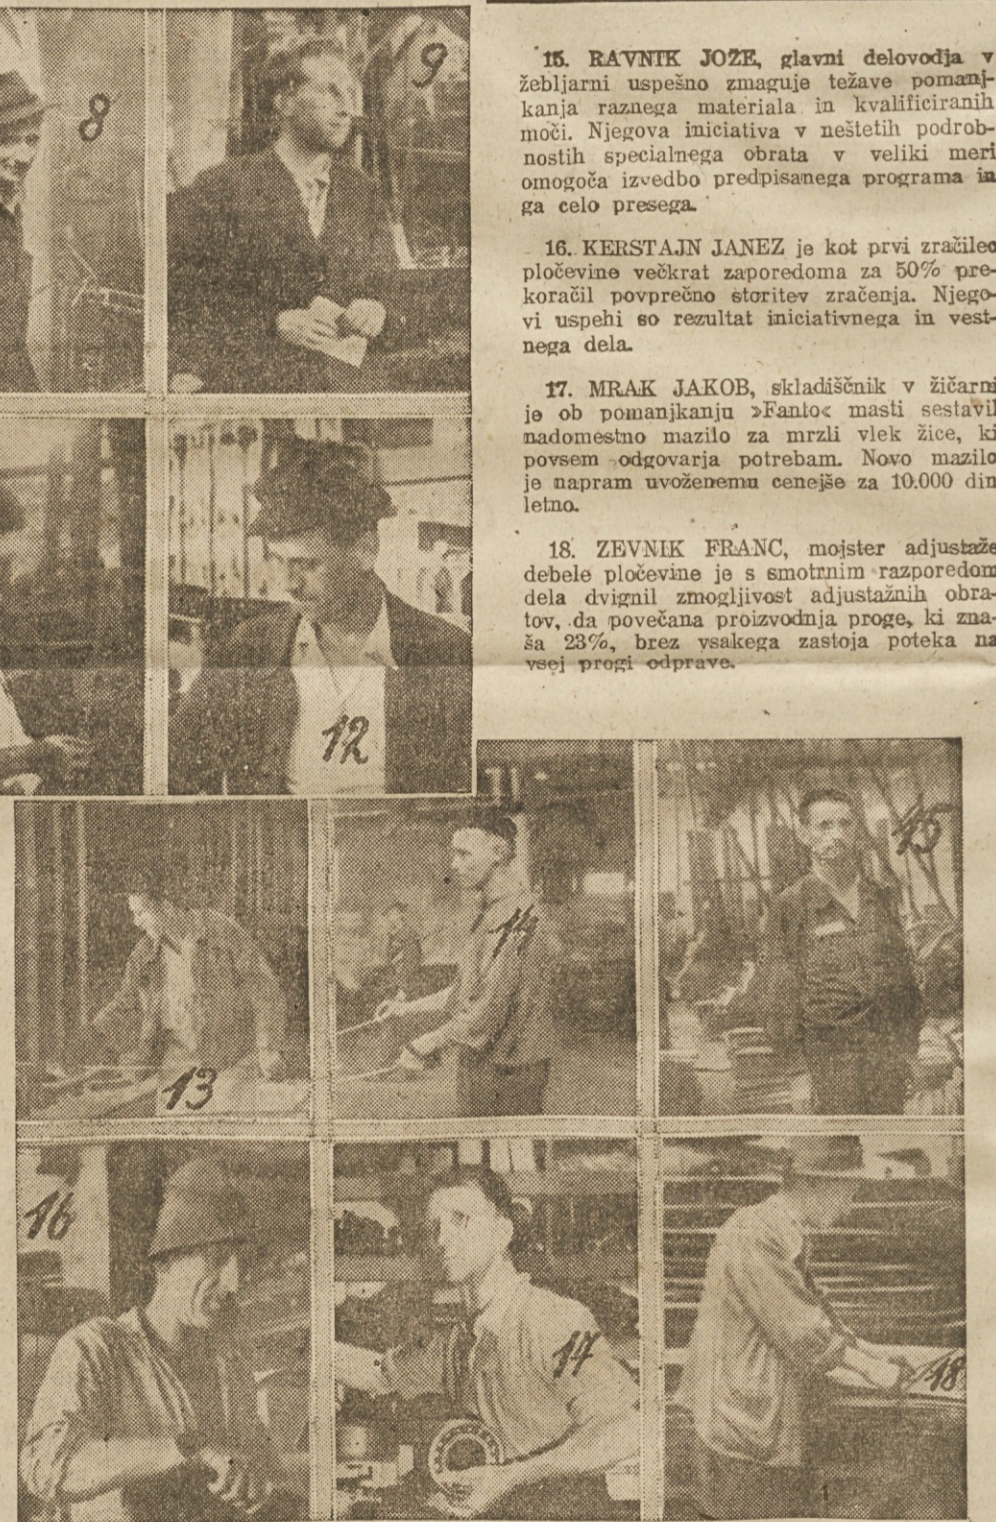 15. RAVNIK JOŽE, glavni delovodja v
žebljarni uspešno zmaguje težave pomanj-
kanja raznega materiala in kvalificiranih
moči. Njegova iniciativa v neštetih podrob-
nostih specialnega obrata v veliki meri
omogoča izvedbo predpisanega programa in
ga celo presega.
16. KERSTAJN JANEZ je kot prvi zračilec
pločevine večkrat zaporedoma za 50% pre-
koračil povprečno storitev zračenja. Njego-
vi uspehi so rezultat iniciativnega in vest-
nega dela.
17. MRAK JAKOB, skladiščnik v žičarni
je ob pomanjkanju »Fanto« masti sestavil
nadomestno mazilo za mrzli vlek žice, ki
povsem odgovarja potrebam. Novo mazilo
je napram uvoženemu cenejše za 10.000 din
letno.
18. ZEVNIK FRANC, mojster adjustaže
debele pločevine je s smotrnim razporedom
dela dvignil zmogljivost adjustažnih obra-
tov, da povečana proizvodnja proge, ki zna-
ša 23%, brez vsakega zastoja poteka na
vsej progi odprave.
8
9
12
13
14
15
16
17
18